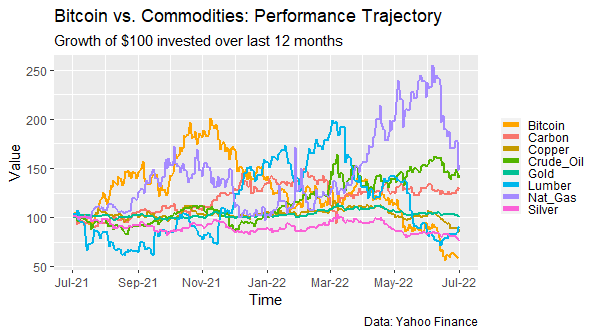 Bitcoin vs. Commodities: Performance Trajectory
Growth of $100 invested over last 12 months
Value
250
200
150
100
50
Jul-21
Sep-21
Nov-21
Jan-22
Mar-22
May-22
Jul-22
Time
Bitcoin
Carbon
Copper
Crude_Oil
Gold
Lumber
Nat_Gas
Silver
Data: Yahoo Finance